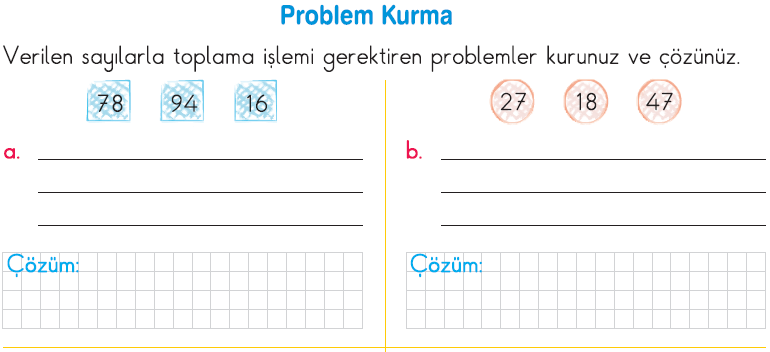 Problem Kurma
Verilen sayılarla toplama işlemi gerektiren problemler kurunuz ve çözünüz.
78 94 16
27 18 47
a.
b.
Çözüm:
Çözüm: